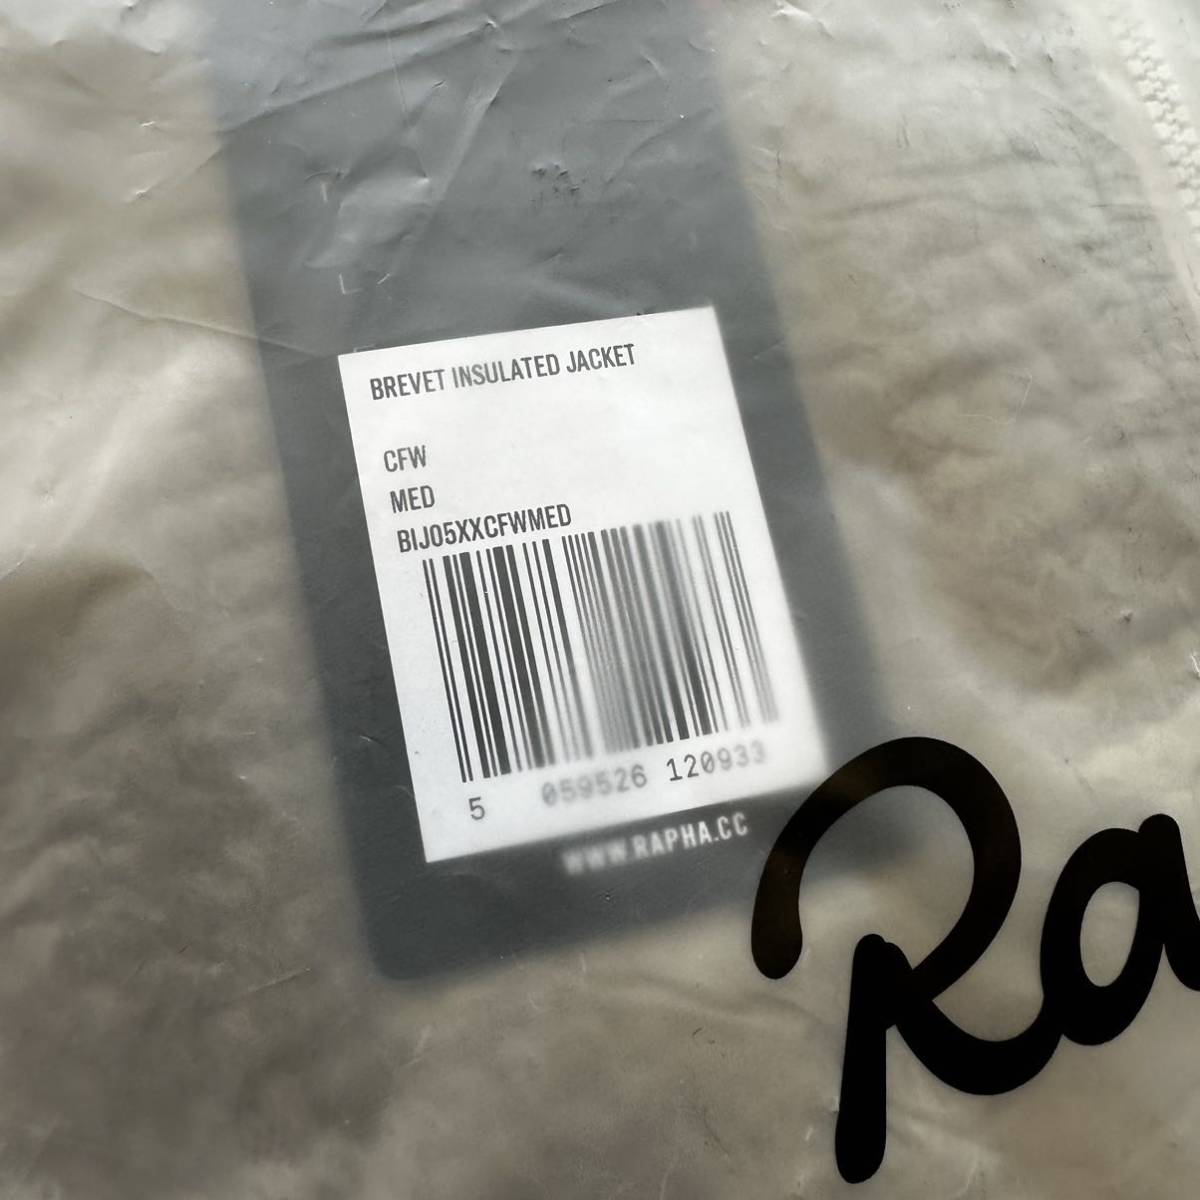 BREVET INSULATED JACKET
CFW
MED
BIJ05XXCFWMED
5 059526 120933
WWW.RAPHA.CC
Ra